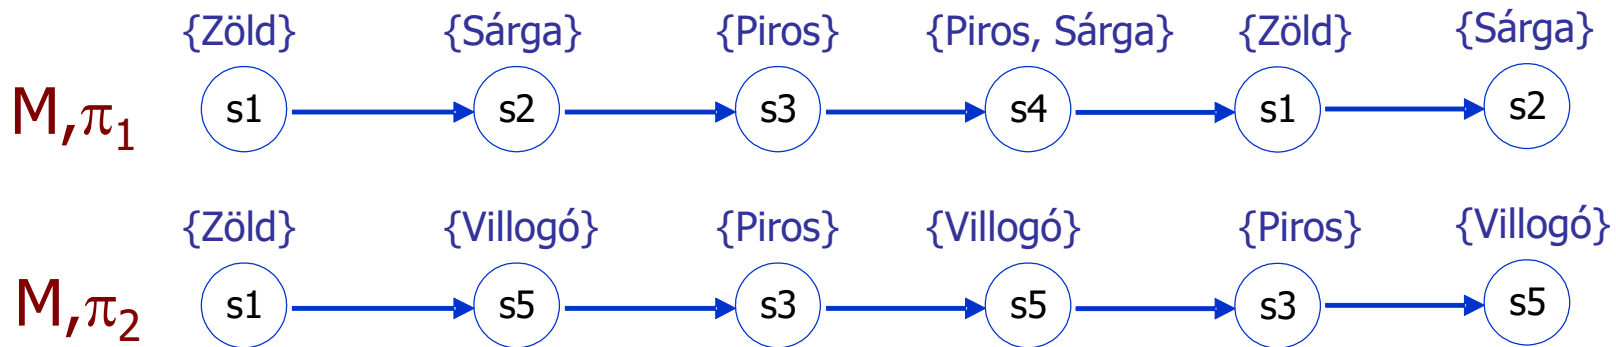 {Zöld} {Sárga} {Piros} {Piros, Sárga} {Zöld} {Sárga}
M,π1 s1 s2 s3 s4 s1 s2
{Zöld} {Villogó} {Piros} {Villogó} {Piros} {Villogó}
M,π2 s1 s5 s3 s5 s3 s5